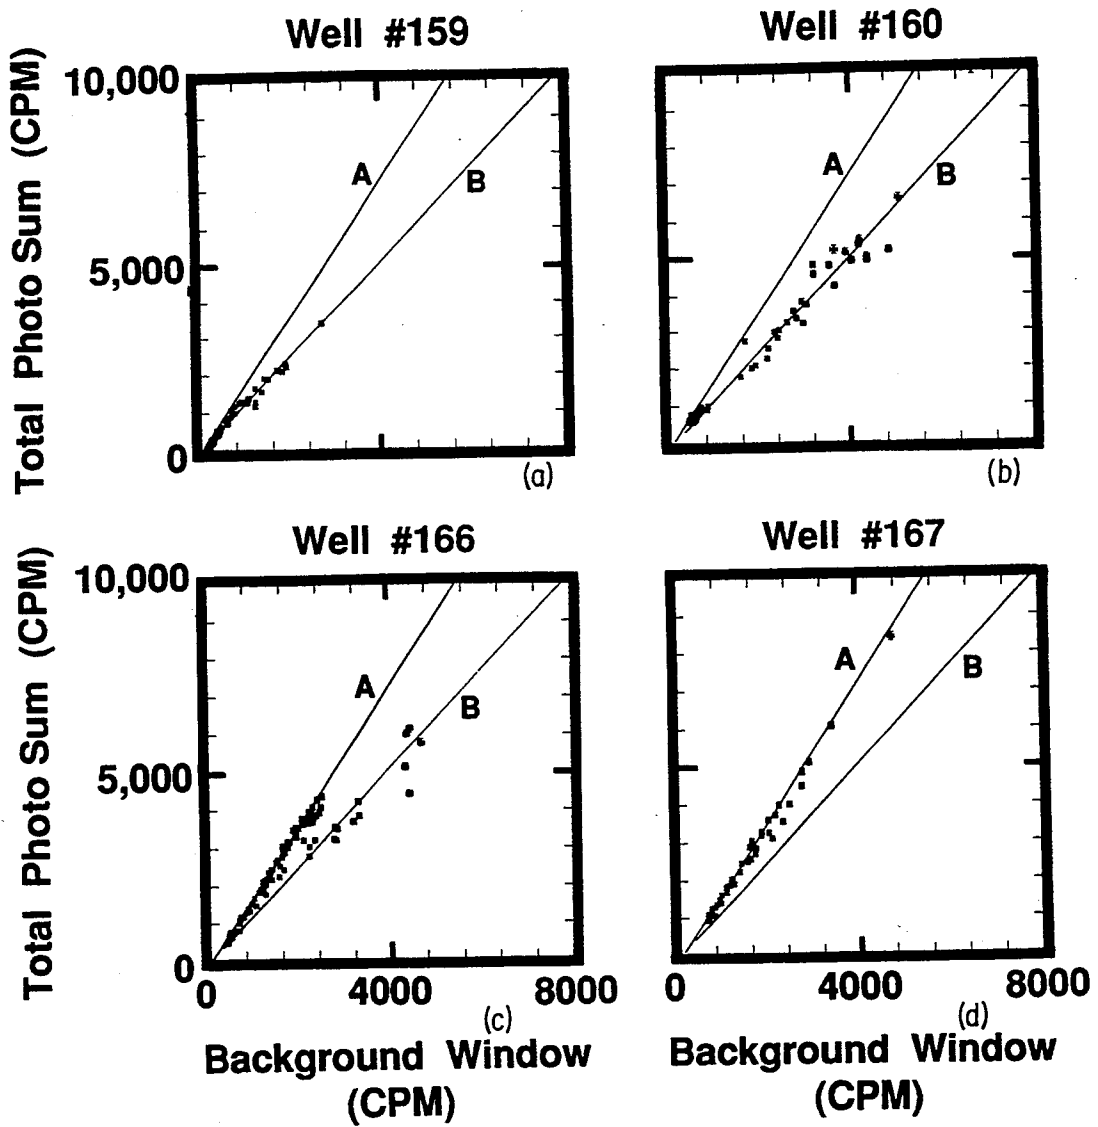 Well #159
Well #160
Total Photo Sum (CPM)
10,000
5,000
0
A
B
(a)
A
B
(b)
Well #166
Well #167
Total Photo Sum (CPM)
10,000
5,000
0
A
B
A
B
0
4000
8000
0
4000
8000
(c)
(d)
Background Window
(CPM)
Background Window
(CPM)